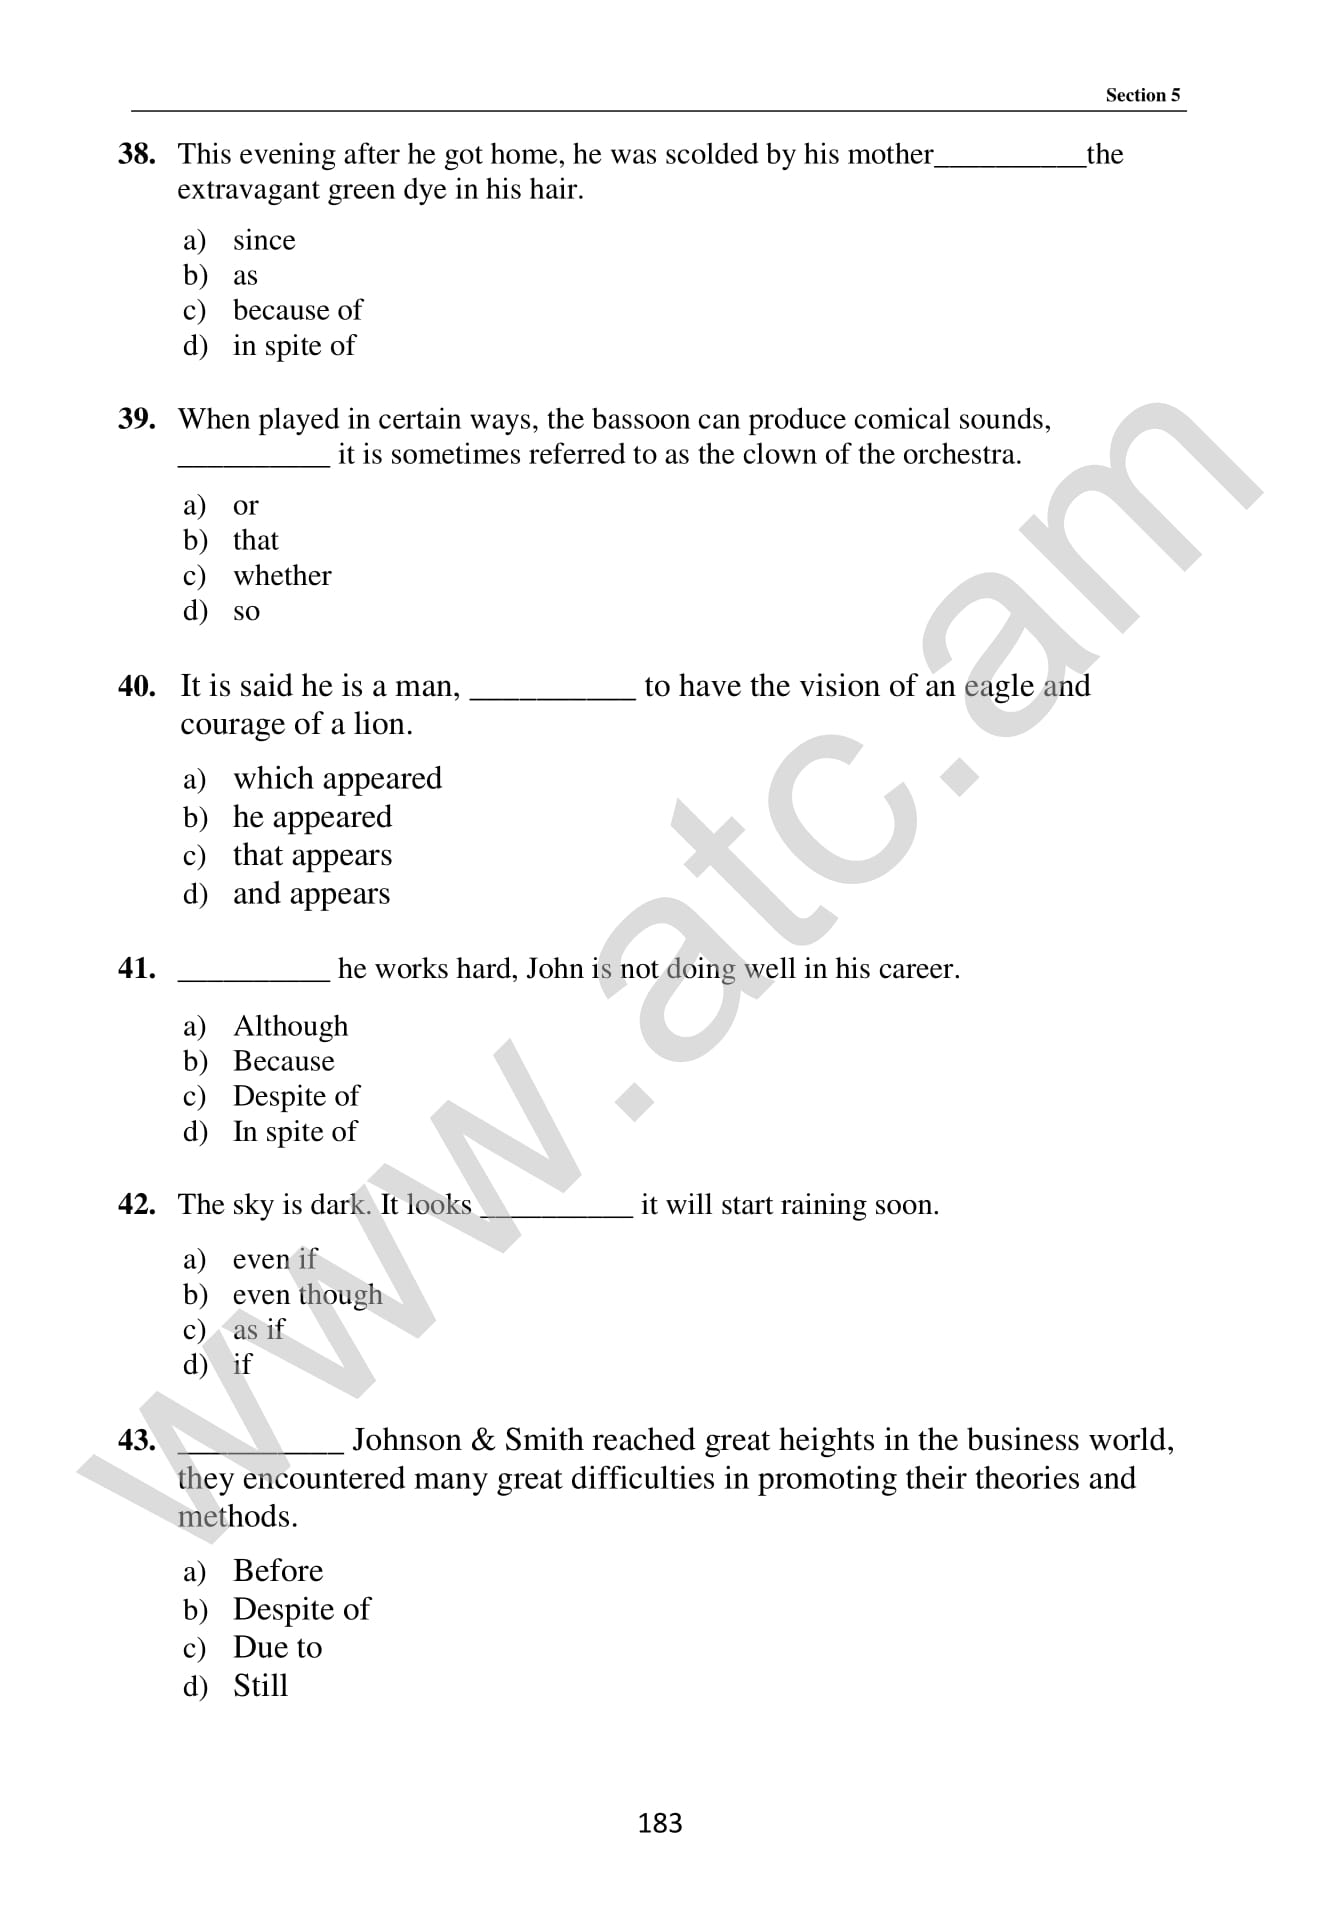 Section 5
38. This evening after he got home, he was scolded by his mother__________the
extravagant green dye in his hair.
a) since
b) as
c) because of
d) in spite of
39. When played in certain ways, the bassoon can produce comical sounds,
__________ it is sometimes referred to as the clown of the orchestra.
a) or
b) that
c) whether
d) so
40. It is said he is a man, __________ to have the vision of an eagle and
courage of a lion.
a) which appeared
b) he appeared
c) that appears
d) and appears
41. __________ he works hard, John is not doing well in his career.
a) Although
b) Because
c) Despite of
d) In spite of
42. The sky is dark. It looks __________ it will start raining soon.
a) even if
b) even though
c) as if
d) if
43. __________ Johnson & Smith reached great heights in the business world,
they encountered many great difficulties in promoting their theories and
methods.
a) Before
b) Despite of
c) Due to
d) Still
183
www.atc.am